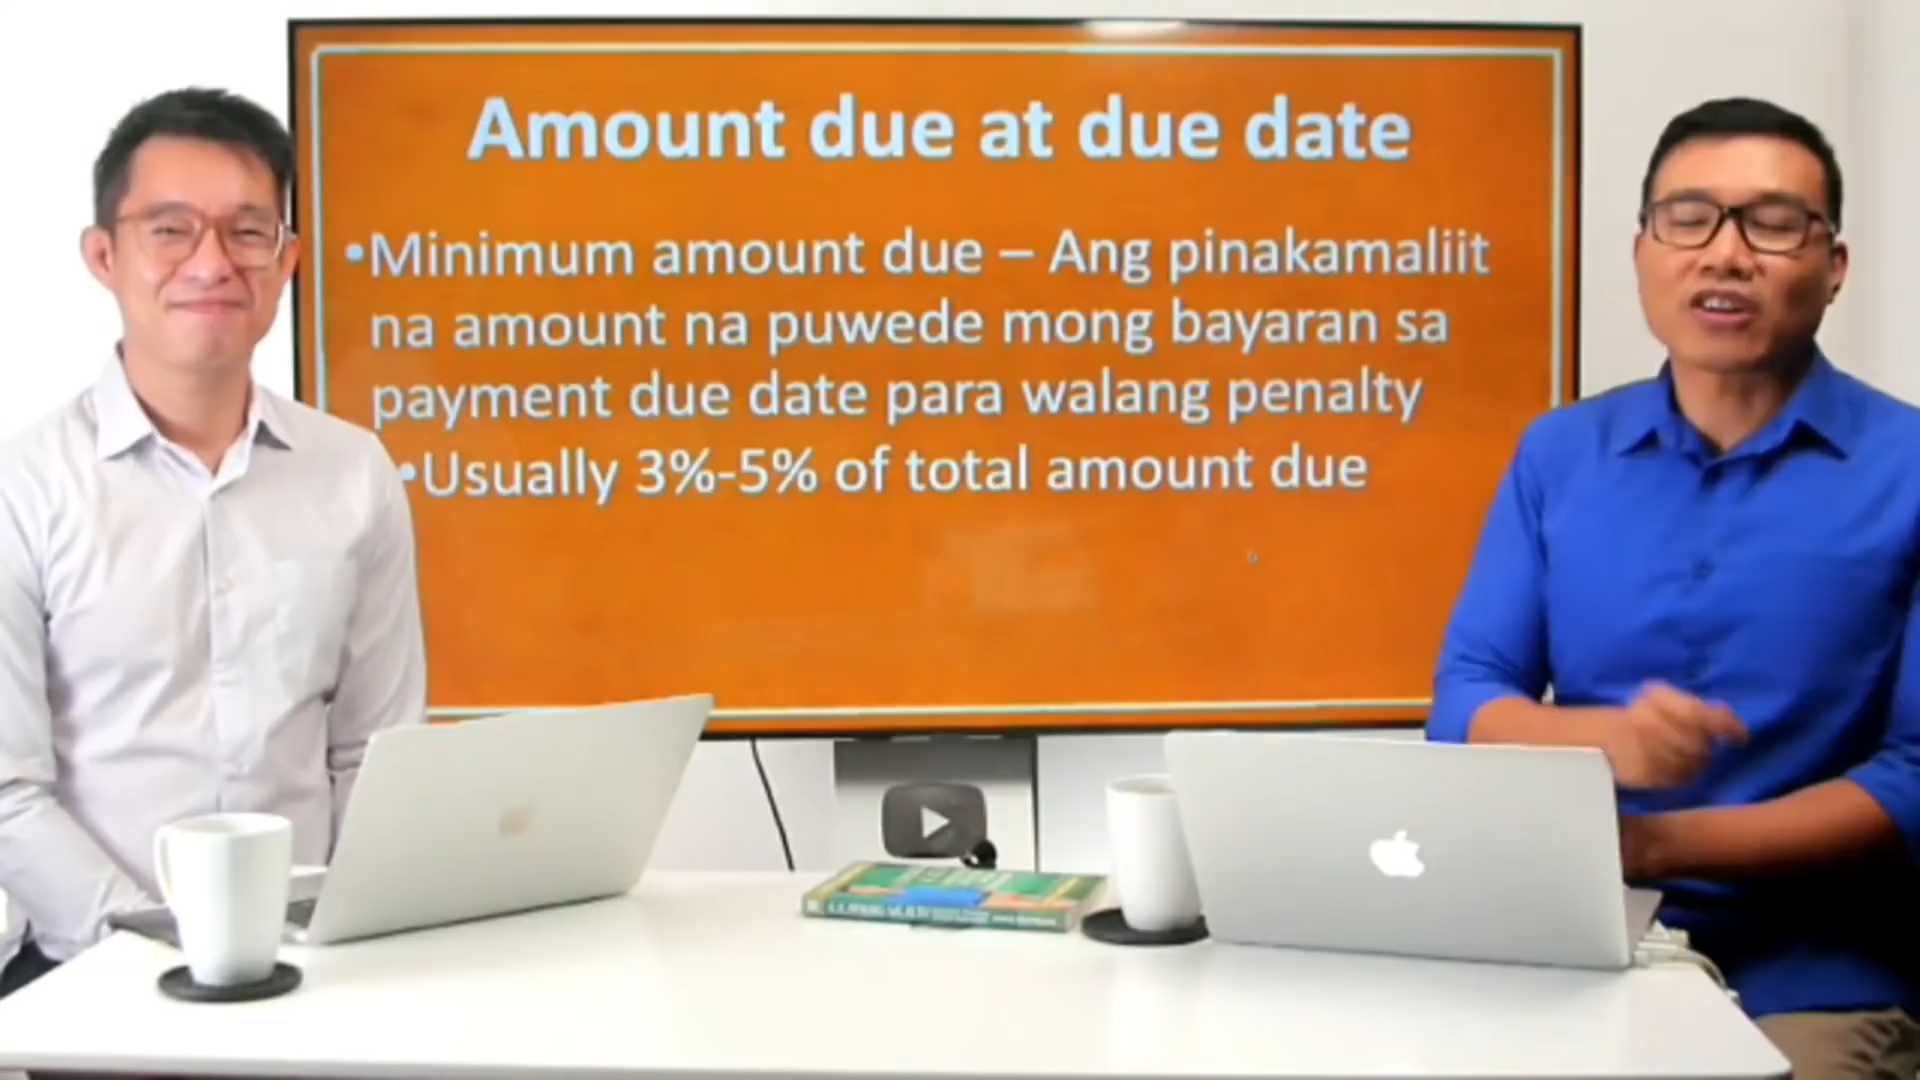 Amount due at due date
•Minimum amount due – Ang pinakamaliit
na amount na puwede mong bayaran sa
payment due date para walang penalty
•Usually 3%-5% of total amount due